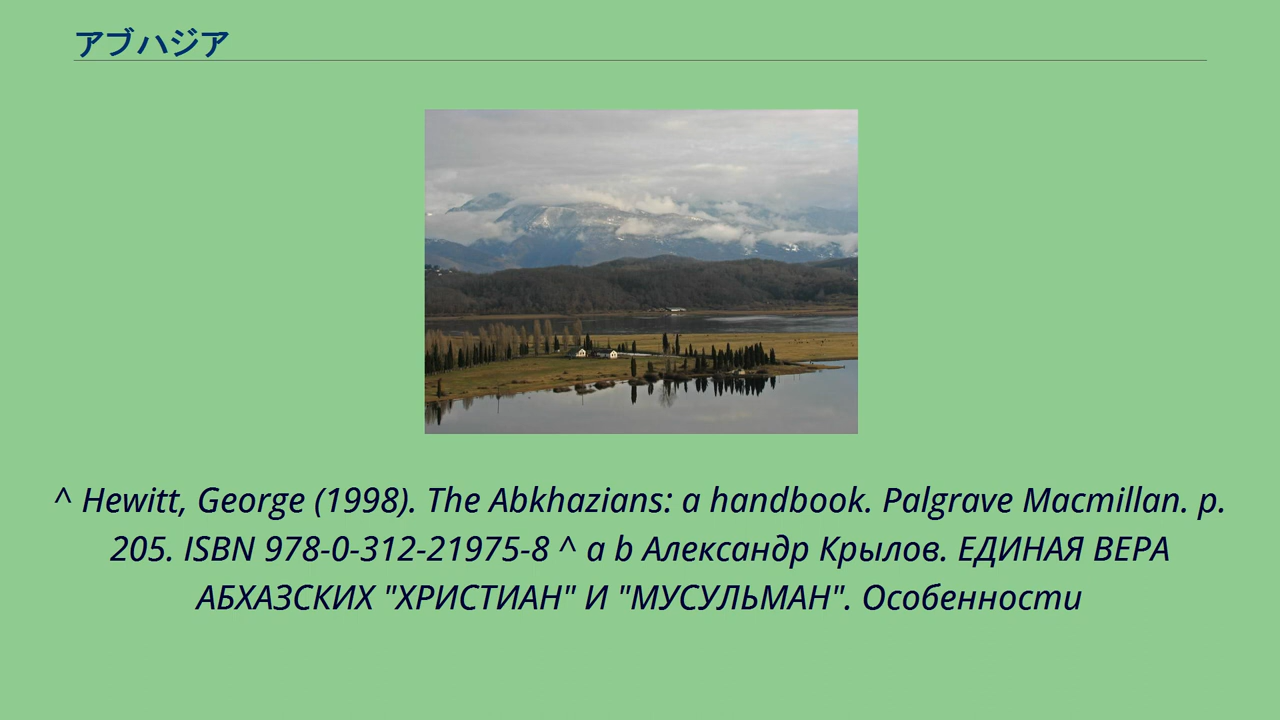 アブハジア
^ Hewitt, George (1998). The Abkhazians: a handbook. Palgrave Macmillan. p.
205. ISBN 978-0-312-21975-8 ^ a b Александр Крылов. ЕДИНАЯ ВЕРА
АБХАЗСКИХ "ХРИСТИАН" И "МУСУЛЬМАН". Особенности